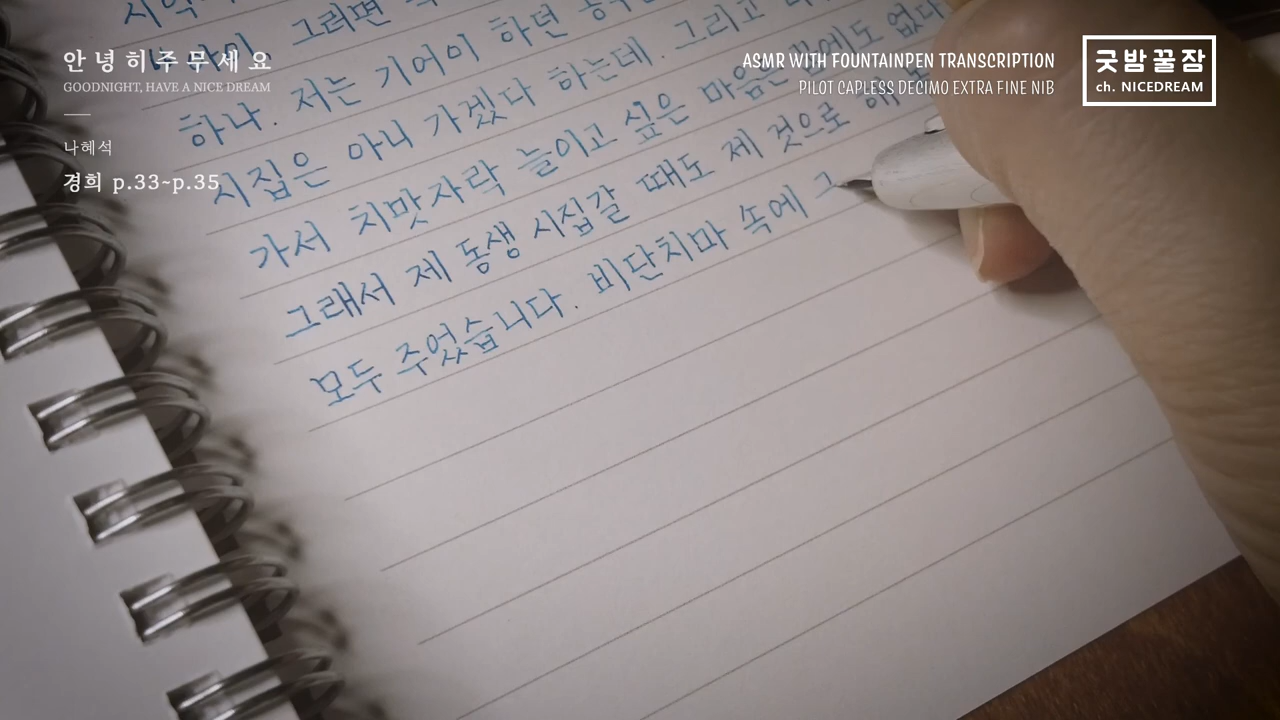 안녕히주무세요
GOODNIGHT, HAVE A NICE DREAM
나혜석
경희 p.33~p.35
ASMR WITH FOUNTAINPEN TRANSCRIPTION
PILOT CAPLESS DECIMO EXTRA FINE NIB
굿밤꿀잠
ch. NICEDREAM
그러면
하나. 저는 기어이 하던
시집은 아니 가겠다 하는데. 그리고
가서 치맛자락 늘이고 싶은 마음은 꿈에도 없다
그래서 제 동생 시집갈 때도 제 것으로 해
모두 주었습니다. 비단치마 속에 그